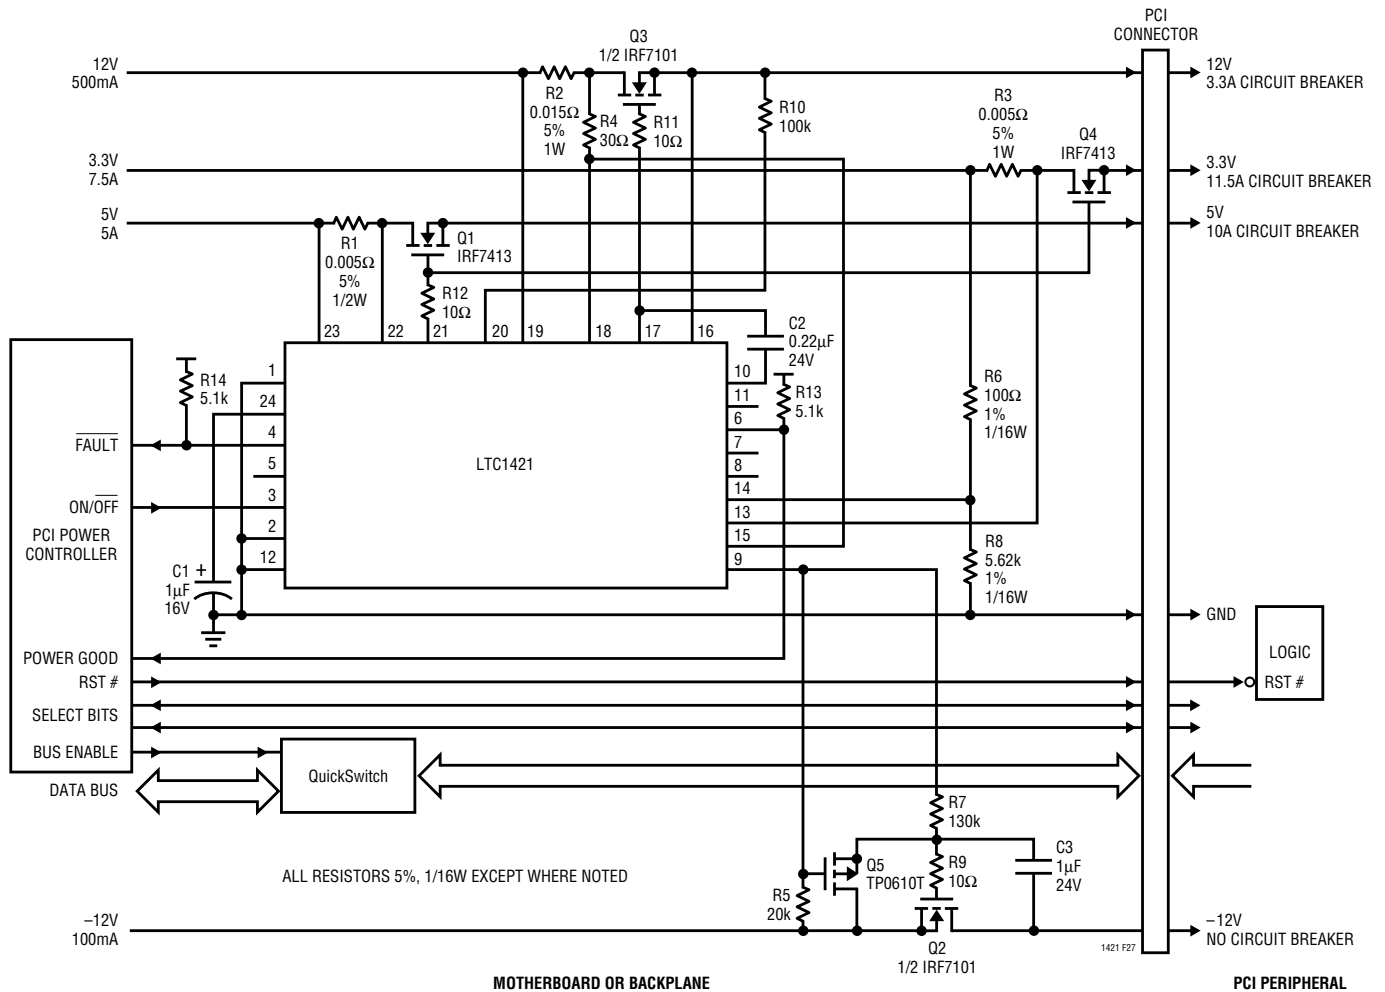 PCI
CONNECTOR
Q3
1/2 IRF7101
12V
500mA
12V
3.3A CIRCUIT BREAKER
R2
0.015Ω
5%
1W
R4
30Ω
R11
10Ω
R10
100k
R3
0.005Ω
5%
1W
Q4
IRF7413
3.3V
7.5A
3.3V
11.5A CIRCUIT BREAKER
5V
5A
5V
10A CIRCUIT BREAKER
R1
0.005Ω
5%
1/2W
Q1
IRF7413
R12
10Ω
23
22
21
20
19
18
17
16
C2
0.22µF
24V
R14
5.1k
R13
5.1k
R6
100Ω
1%
1/16W
1
24
4
5
3
2
12
LTC1421
10
11
6
7
8
14
13
15
9
FAULT
ON/OFF
PCI POWER
CONTROLLER
C1
+
1µF
16V
R8
5.62k
1%
1/16W
GND
POWER GOOD
RST #
SELECT BITS
BUS ENABLE
LOGIC
RST #
QuickSwitch
DATA BUS
R7
130k
ALL RESISTORS 5%, 1/16W EXCEPT WHERE NOTED
R5
20k
Q5
TP0610T
R9
10Ω
C3
1µF
24V
–12V
100mA
Q2
1/2 IRF7101
1421 F27
–12V
NO CIRCUIT BREAKER
MOTHERBOARD OR BACKPLANE
PCI PERIPHERAL